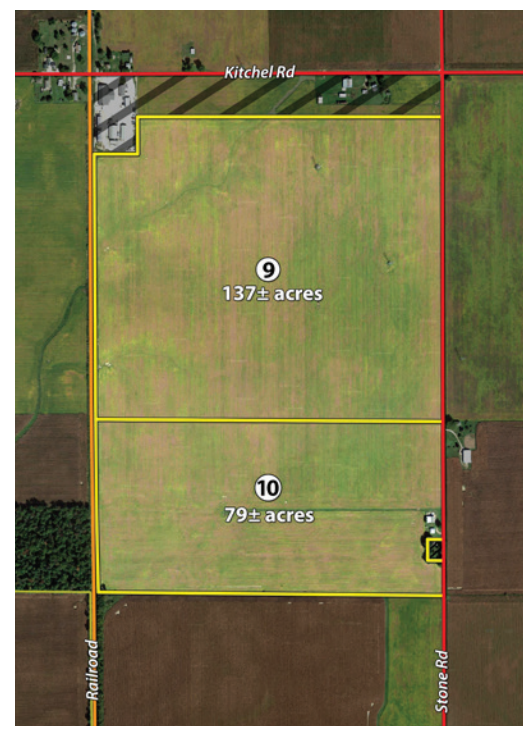 Kitchel Rd
9
137± acres
10
79± acres
Railroad
Stone Rd